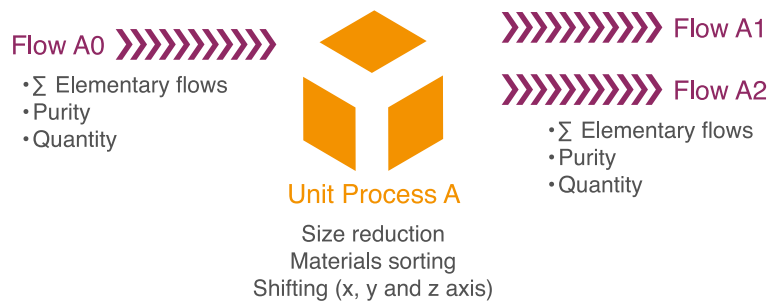 Flow A0
•∑ Elementary flows
•Purity
•Quantity
Unit Process A
Size reduction
Materials sorting
Shifting (x, y and z axis)
Flow A1
Flow A2
•∑ Elementary flows
•Purity
•Quantity